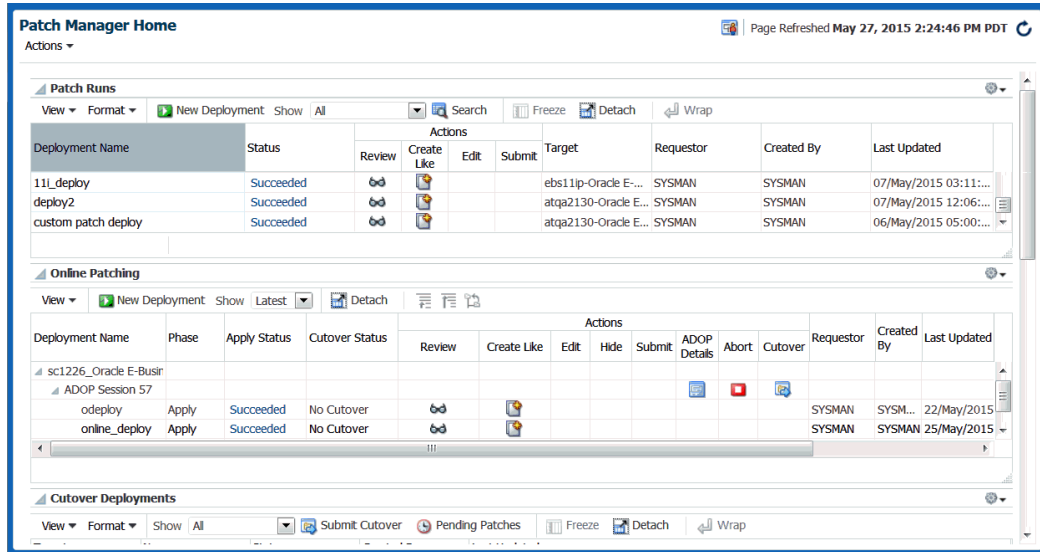 Patch Manager Home
Page Refreshed May 27, 2015 2:24:46 PM PDT
Actions
Patch Runs
View Format New Deployment Show All Search Freeze Detach Wrap
Actions
Deployment Name Status Review Create Like Edit Submit Target Requestor Created By Last Updated
11i_deploy Succeeded ebs11ip-Oracle E-... SYSMAN SYSMAN 07/May/2015 03:11:...
deploy2 Succeeded atqa2130-Oracle E... SYSMAN SYSMAN 07/May/2015 12:06:...
custom patch deploy Succeeded atqa2130-Oracle E... SYSMAN SYSMAN 06/May/2015 05:00:...
Online Patching
View New Deployment Show Latest Detach
Actions
Deployment Name Phase Apply Status Cutover Status Review Create Like Edit Hide Submit ADOP Details Abort Cutover Requestor Created By Last Updated
sc1226_Oracle E-Busin
ADOP Session 57
odeploy Apply Succeeded No Cutover SYSMAN SYSM... 22/May/2015
online_deploy Apply Succeeded No Cutover SYSMAN SYSMAN 25/May/2015
Cutover Deployments
View Format Show All Submit Cutover Pending Patches Freeze Detach Wrap